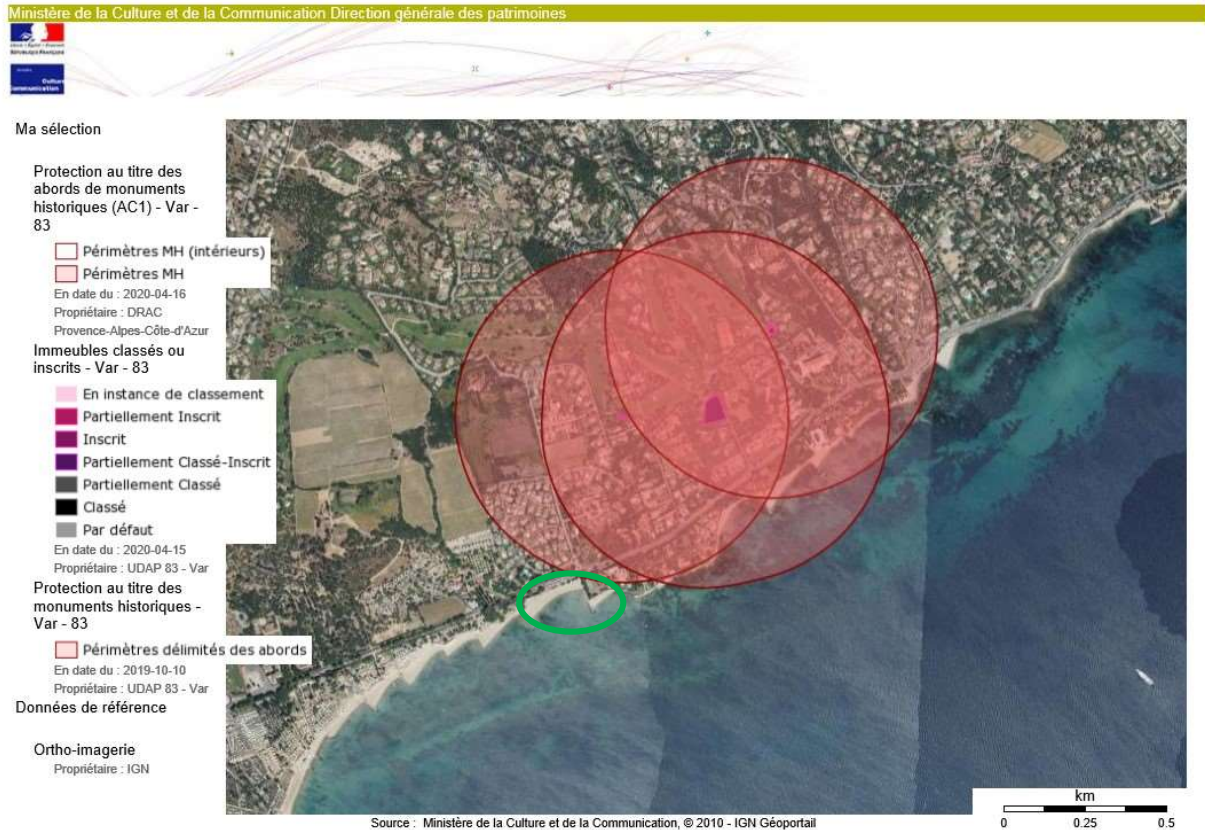 Ministère de la Culture et de la Communication Direction générale des patrimoines
RÉPUBLIQUE FRANÇAISE
Culture
Communication
Ma sélection
Protection au titre des
abords de monuments
historiques (AC1) - Var -
83
Périmètres MH (intérieurs)
Périmètres MH
En date du : 2020-04-16
Propriétaire : DRAC
Provence-Alpes-Côte-d'Azur
Immeubles classés ou
inscrits - Var - 83
En instance de classement
Partiellement Inscrit
Inscrit
Partiellement Classé-Inscrit
Partiellement Classé
Classé
Par défaut
En date du : 2020-04-15
Propriétaire : UDAP 83 - Var
Protection au titre des
monuments historiques -
Var - 83
Périmètres délimités des abords
En date du : 2019-10-10
Propriétaire : UDAP 83 - Var
Données de référence
Ortho-imagerie
Propriétaire : IGN
km
0 0.25 0.5
Source : Ministère de la Culture et de la Communication, © 2010 - IGN Géoportail